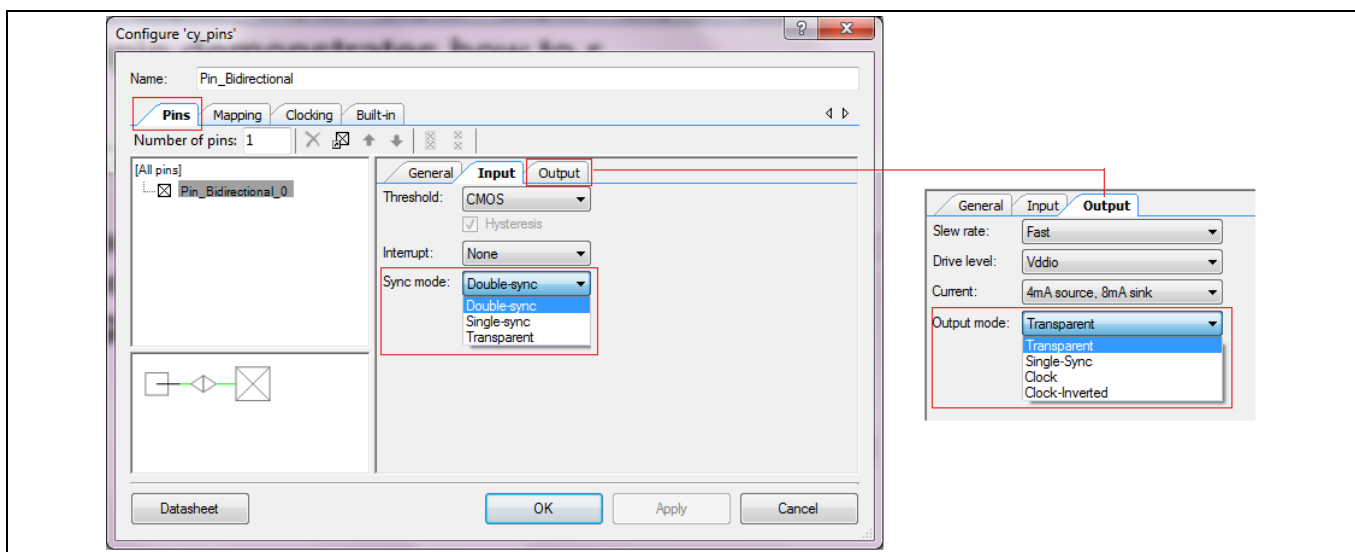 Configure 'cy_pins'
Name: Pin_Bidirectional
Pins Mapping Clocking Built-in
Number of pins: 1
[All pins]
Pin_Bidirectional_0
General Input Output
Threshold: CMOS
Hysteresis
Interrupt: None
Sync mode: Double-sync
Double-sync
Single-sync
Transparent
Datasheet OK Apply Cancel
General Input Output
Slew rate: Fast
Drive level: Vddio
Current: 4mA source, 8mA sink
Output mode: Transparent
Transparent
Single-Sync
Clock
Clock-Inverted